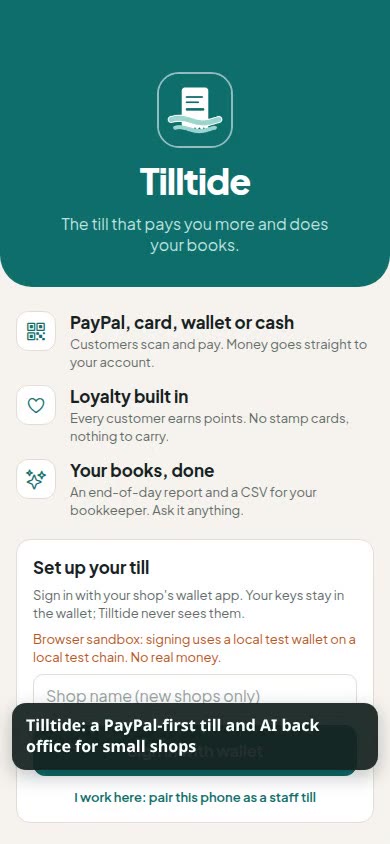 Tilltide
The till that pays you more and does
your books.
PayPal, card, wallet or cash
Customers scan and pay. Money goes straight to
your account.
Loyalty built in
Every customer earns points. No stamp cards,
nothing to carry.
Your books, done
An end-of-day report and a CSV for your
bookkeeper. Ask it anything.
Set up your till
Sign in with your shop's wallet app. Your keys stay in
the wallet; Tilltide never sees them.
Browser sandbox: signing uses a local test wallet on a
local test chain. No real money.
Shop name (new shops only)
Tilltide: a PayPal-first till and AI back
office for small shops
with wallet
I work here: pair this phone as a staff till